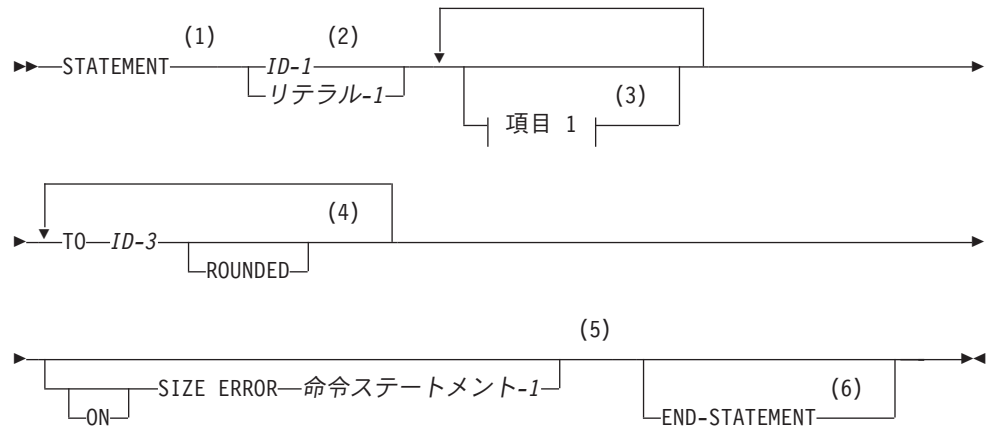 (1) (2)
STATEMENT ID-1
リテラル-1 (3)
項目 1
(4)
TO ID-3
ROUNDED
(5)
SIZE ERROR 命令ステートメント-1 (6)
ON END-STATEMENT